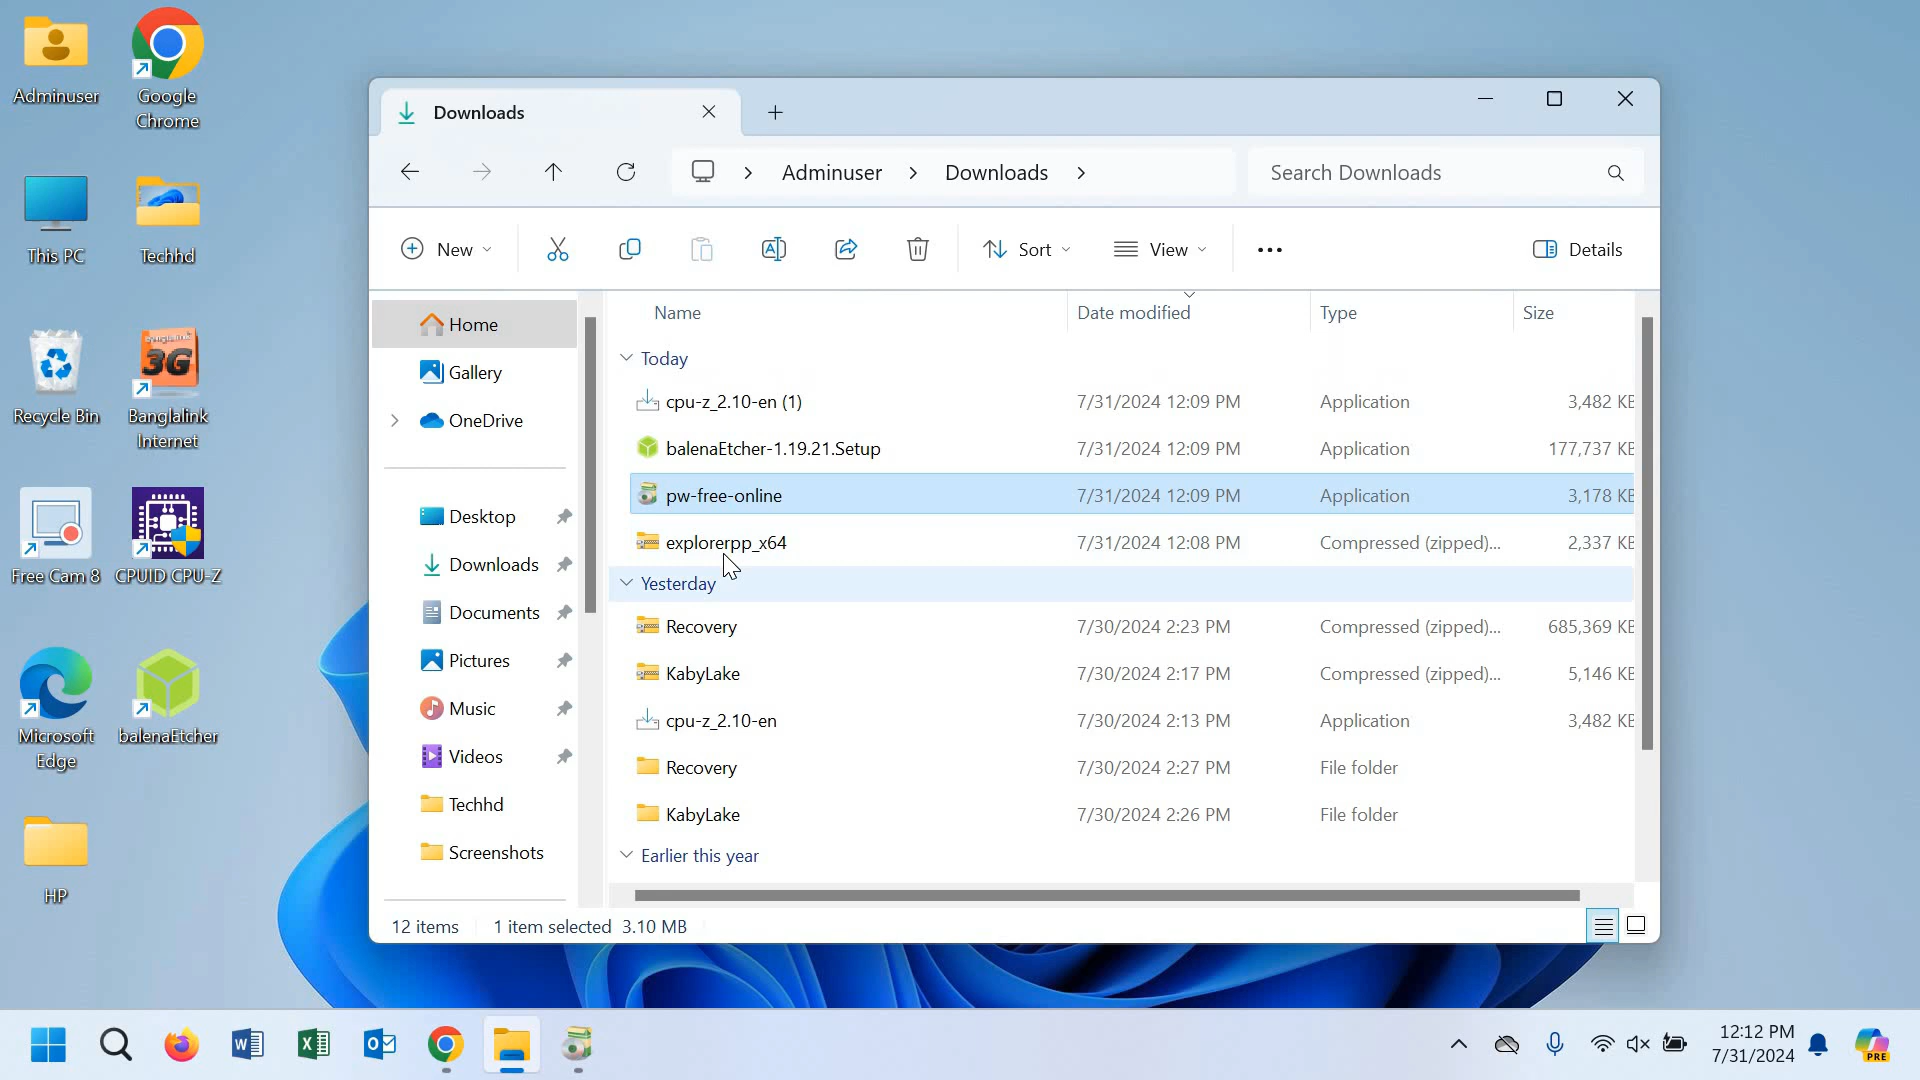 Adminuser
Google
Chrome
This PC
Techhd
Recycle Bin
Banglalink
Internet
3G
Free Cam 8
CPUID CPU-Z
Microsoft
Edge
balenaEtcher
HP
Downloads
Adminuser
Downloads
Search Downloads
New
Sort
View
Details
Home
Gallery
OneDrive
Desktop
Downloads
Documents
Pictures
Music
Videos
Techhd
Screenshots
Name Date modified Type Size
Today
cpu-z_2.10-en (1) 7/31/2024 12:09 PM Application 3,482 KB
balenaEtcher-1.19.21.Setup 7/31/2024 12:09 PM Application 177,737 KB
pw-free-online 7/31/2024 12:09 PM Application 3,178 KB
explorerpp_x64 7/31/2024 12:08 PM Compressed (zipped)... 2,337 KB
Yesterday
Recovery 7/30/2024 2:23 PM Compressed (zipped)... 685,369 KB
KabyLake 7/30/2024 2:17 PM Compressed (zipped)... 5,146 KB
cpu-z_2.10-en 7/30/2024 2:13 PM Application 3,482 KB
Recovery 7/30/2024 2:27 PM File folder
KabyLake 7/30/2024 2:26 PM File folder
Earlier this year
12 items 1 item selected 3.10 MB
12:12 PM
7/31/2024
PRE